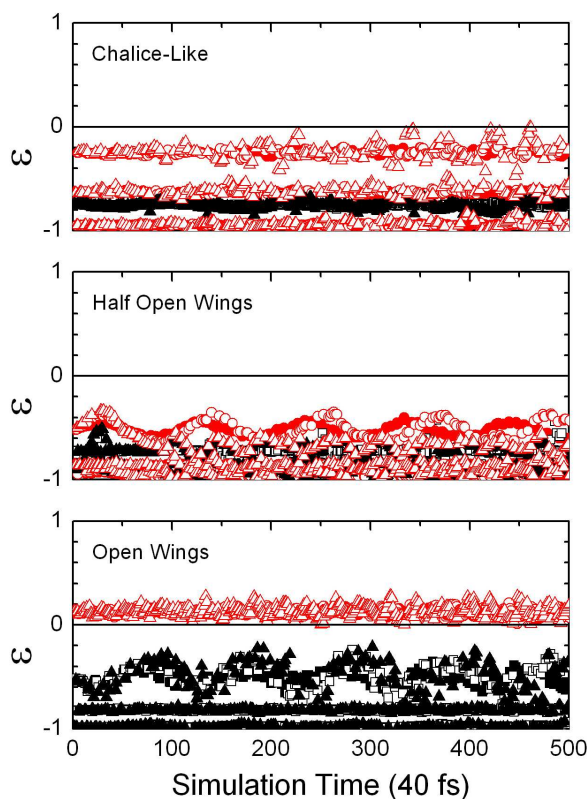 1
Chalice-Like
0
ε
-1
1
Half Open Wings
0
ε
-1
1
Open Wings
0
ε
-1
0 100 200 300 400 500
Simulation Time (40 fs)